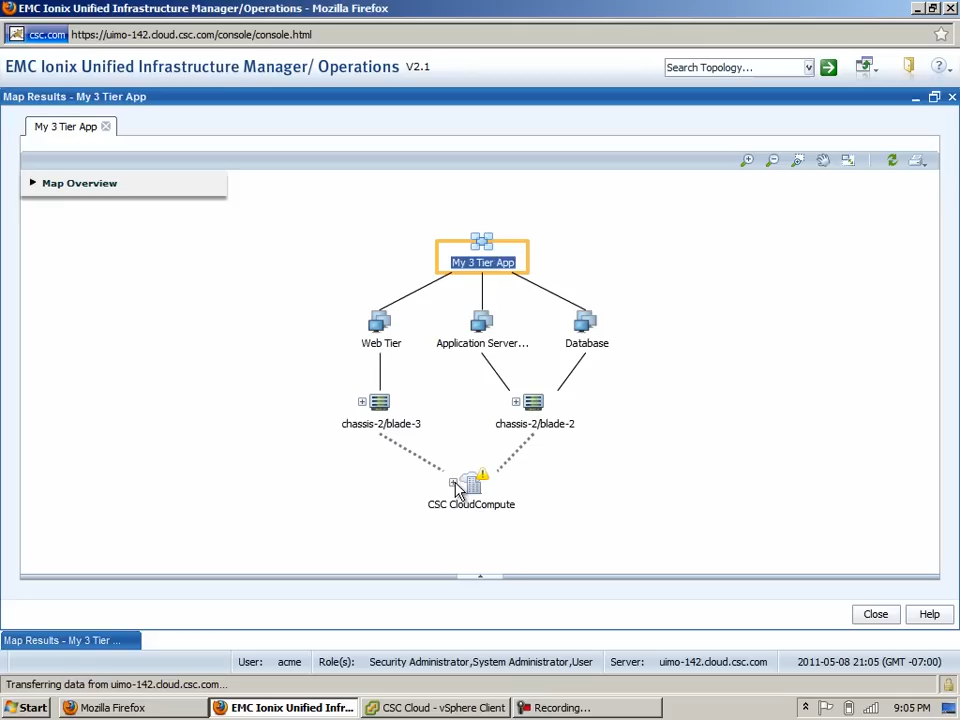 EMC Ionix Unified Infrastructure Manager/Operations - Mozilla Firefox
csc.com https://uimo-142.cloud.csc.com/console/console.html
EMC Ionix Unified Infrastructure Manager/ Operations V2.1
Search Topology...
Map Results - My 3 Tier App
My 3 Tier App
Map Overview
My 3 Tier App
Web Tier
Application Server...
Database
chassis-2/blade-3
chassis-2/blade-2
CSC CloudCompute
Close
Help
Map Results - My 3 Tier ...
User: acme Role(s): Security Administrator,System Administrator,User Server: uimo-142.cloud.csc.com 2011-05-08 21:05 (GMT -07:00)
Transferring data from uimo-142.cloud.csc.com...
Start
Mozilla Firefox
EMC Ionix Unified Infr...
CSC Cloud - vSphere Client
Recording...
9:05 PM